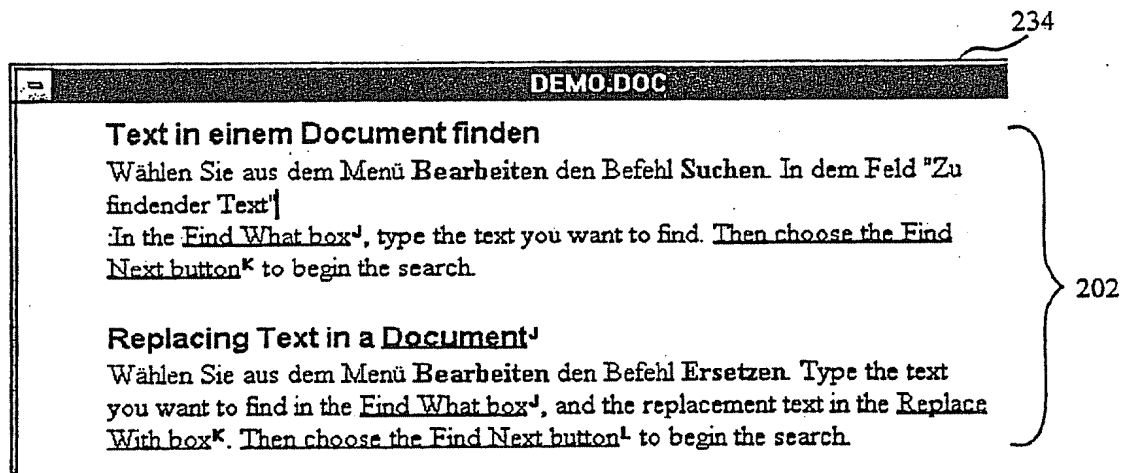 234
DEMO.DOC
Text in einem Document finden
Wählen Sie aus dem Menü Bearbeiten den Befehl Suchen. In dem Feld "Zu
findender Text"
In the Find What boxᴶ, type the text you want to find. Then choose the Find
Next buttonᴷ to begin the search.
202
Replacing Text in a Documentᴶ
Wählen Sie aus dem Menü Bearbeiten den Befehl Ersetzen. Type the text
you want to find in the Find What boxᴶ, and the replacement text in the Replace
With boxᴷ. Then choose the Find Next buttonᴸ to begin the search.